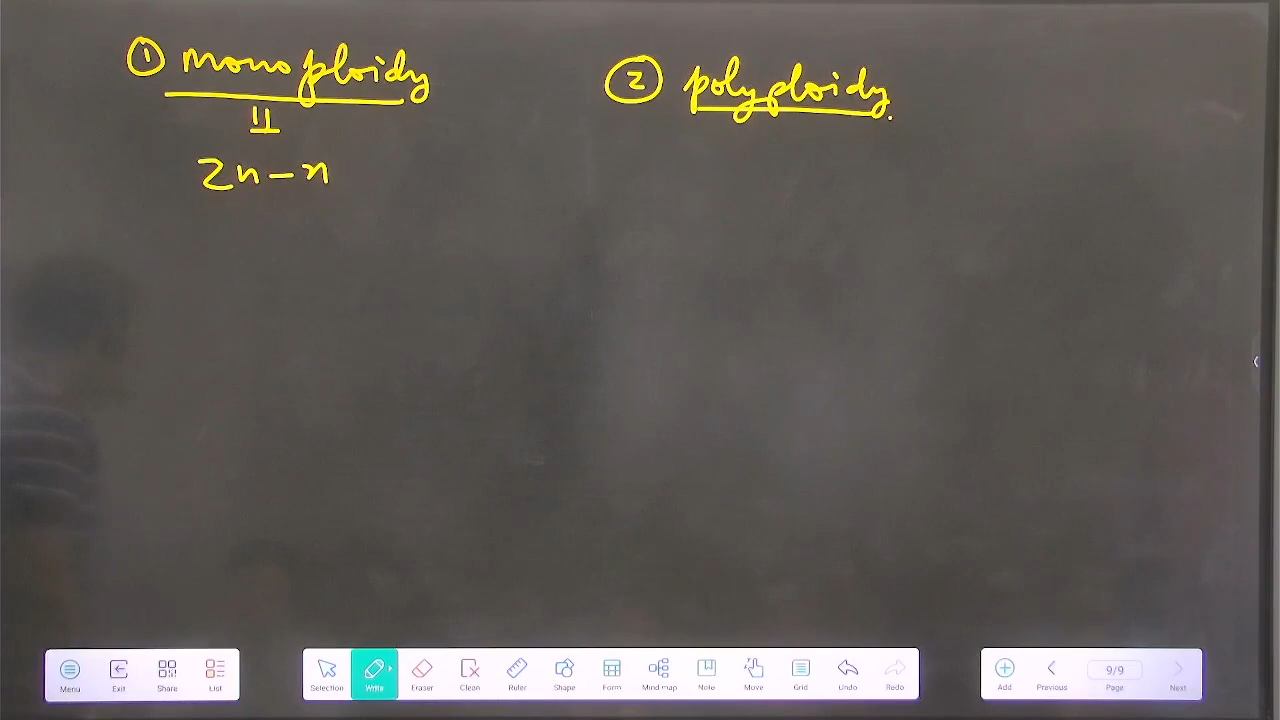 ① monoploidy
② polyploidy.
=
2n-n
Menu Exit Share List
Selection Write Eraser Clean Ruler Shape Form Mind map Note Move Grid Undo Redo
Add Previous 9/9 Page Next